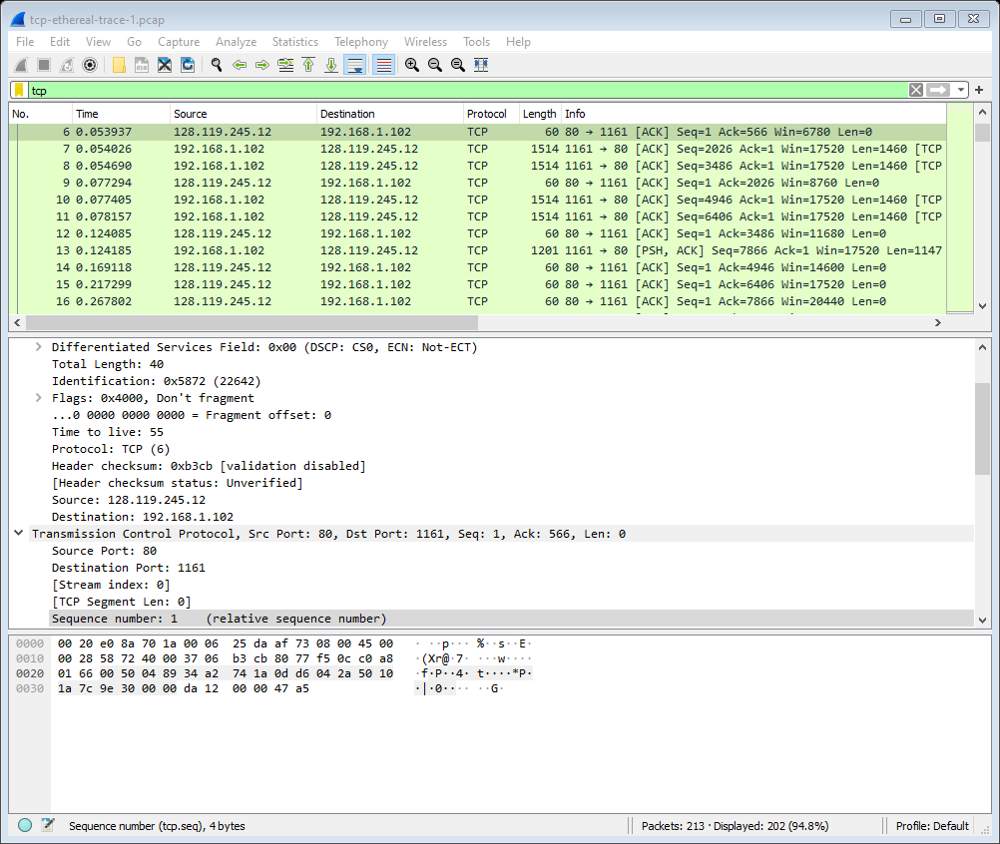 tcp-ethereal-trace-1.pcap
File Edit View Go Capture Analyze Statistics Telephony Wireless Tools Help
tcp
No. Time Source Destination Protocol Length Info
6 0.053937 128.119.245.12 192.168.1.102 TCP 60 80 → 1161 [ACK] Seq=1 Ack=566 Win=6780 Len=0
7 0.054026 192.168.1.102 128.119.245.12 TCP 1514 1161 → 80 [ACK] Seq=2026 Ack=1 Win=17520 Len=1460 [TCP
8 0.054690 192.168.1.102 128.119.245.12 TCP 1514 1161 → 80 [ACK] Seq=3486 Ack=1 Win=17520 Len=1460 [TCP
9 0.077294 128.119.245.12 192.168.1.102 TCP 60 80 → 1161 [ACK] Seq=1 Ack=2026 Win=8760 Len=0
10 0.077405 192.168.1.102 128.119.245.12 TCP 1514 1161 → 80 [ACK] Seq=4946 Ack=1 Win=17520 Len=1460 [TCP
11 0.078157 192.168.1.102 128.119.245.12 TCP 1514 1161 → 80 [ACK] Seq=6406 Ack=1 Win=17520 Len=1460 [TCP
12 0.124085 128.119.245.12 192.168.1.102 TCP 60 80 → 1161 [ACK] Seq=1 Ack=3486 Win=11680 Len=0
13 0.124185 192.168.1.102 128.119.245.12 TCP 1201 1161 → 80 [PSH, ACK] Seq=7866 Ack=1 Win=17520 Len=1147
14 0.169118 128.119.245.12 192.168.1.102 TCP 60 80 → 1161 [ACK] Seq=1 Ack=4946 Win=14600 Len=0
15 0.217299 128.119.245.12 192.168.1.102 TCP 60 80 → 1161 [ACK] Seq=1 Ack=6406 Win=17520 Len=0
16 0.267802 128.119.245.12 192.168.1.102 TCP 60 80 → 1161 [ACK] Seq=1 Ack=7866 Win=20440 Len=0
Differentiated Services Field: 0x00 (DSCP: CS0, ECN: Not-ECT)
Total Length: 40
Identification: 0x5872 (22642)
Flags: 0x4000, Don't fragment
...0 0000 0000 0000 = Fragment offset: 0
Time to live: 55
Protocol: TCP (6)
Header checksum: 0xb3cb [validation disabled]
[Header checksum status: Unverified]
Source: 128.119.245.12
Destination: 192.168.1.102
Transmission Control Protocol, Src Port: 80, Dst Port: 1161, Seq: 1, Ack: 566, Len: 0
Source Port: 80
Destination Port: 1161
[Stream index: 0]
[TCP Segment Len: 0]
Sequence number: 1 (relative sequence number)
0000 00 20 e0 8a 70 1a 00 06 25 da af 73 08 00 45 00 · ··p··· %··s··E·
0010 00 28 58 72 40 00 37 06 b3 cb 80 77 f5 0c c0 a8 ·(Xr@·7· ···w····
0020 01 66 00 50 04 89 34 a2 74 1a 0d d6 04 2a 50 10 ·f·P··4· t····*P·
0030 1a 7c 9e 30 00 00 da 12 00 00 47 a5 ·|·0···· ··G·
Sequence number (tcp.seq), 4 bytes
Packets: 213 · Displayed: 202 (94.8%)
Profile: Default